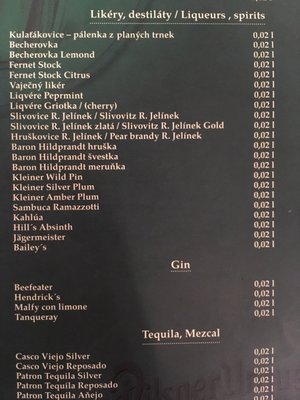 Likéry, destiláty / Liqueurs , spirits
Kulaťákovice – pálenka z planých trnek 0,02 l
Becherovka 0,02 l
Becherovka Lemond 0,02 l
Fernet Stock 0,02 l
Fernet Stock Citrus 0,02 l
Vaječný likér 0,02 l
Liqvére Peprmint 0,02 l
Liqvére Griotka / (cherry) 0,02 l
Slivovice R. Jelínek / Slivovitz R. Jelínek 0,02 l
Slivovice R. Jelínek zlatá / Slivovitz R. Jelínek Gold 0,02 l
Hruškovice R. Jelínek / Pear brandy R. Jelínek 0,02 l
Baron Hildprandt hruška 0,02 l
Baron Hildprandt švestka 0,02 l
Baron Hildprandt meruňka 0,02 l
Kleiner Wild Pin 0,02 l
Kleiner Silver Plum 0,02 l
Kleiner Amber Plum 0,02 l
Sambuca Ramazzotti 0,02 l
Kahlúa 0,02 l
Hill´s Absinth 0,02 l
Jägermeister 0,02 l
Bailey´s 0,02 l
Gin
Beefeater 0,02 l
Hendrick´s 0,02 l
Malfy con limone 0,02 l
Tanqueray 0,02 l
Tequila, Mezcal
Casco Viejo Silver 0,02 l
Casco Viejo Reposado 0,02 l
Patron Tequila Silver 0,02 l
Patron Tequila Reposado 0,02 l
Patron Tequila Añejo 0,02 l